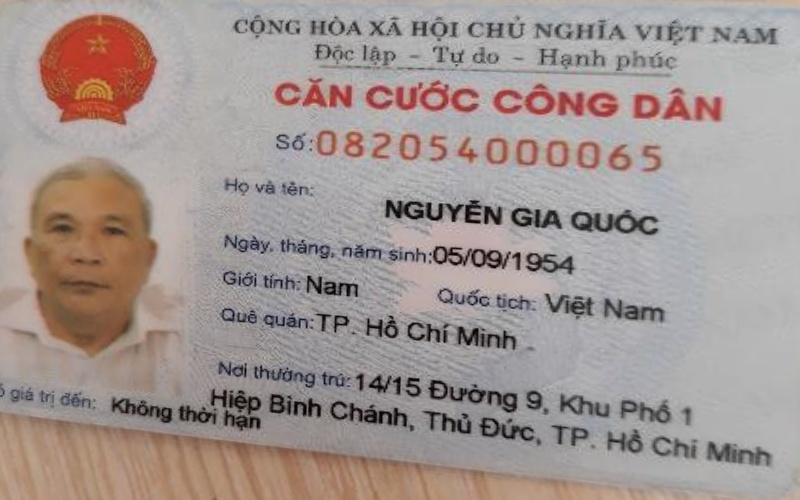 CỘNG HÒA XÃ HỘI CHỦ NGHĨA VIỆT NAM
Độc lập - Tự do - Hạnh phúc
CĂN CƯỚC CÔNG DÂN
Số: 082054000065
Họ và tên:
NGUYỄN GIA QUỐC
Ngày, tháng, năm sinh: 05/09/1954
Giới tính: Nam Quốc tịch: Việt Nam
Quê quán: TP. Hồ Chí Minh
Nơi thường trú: 14/15 Đường 9, Khu Phố 1
Hiệp Bình Chánh, Thủ Đức, TP. Hồ Chí Minh
giá trị đến: Không thời hạn